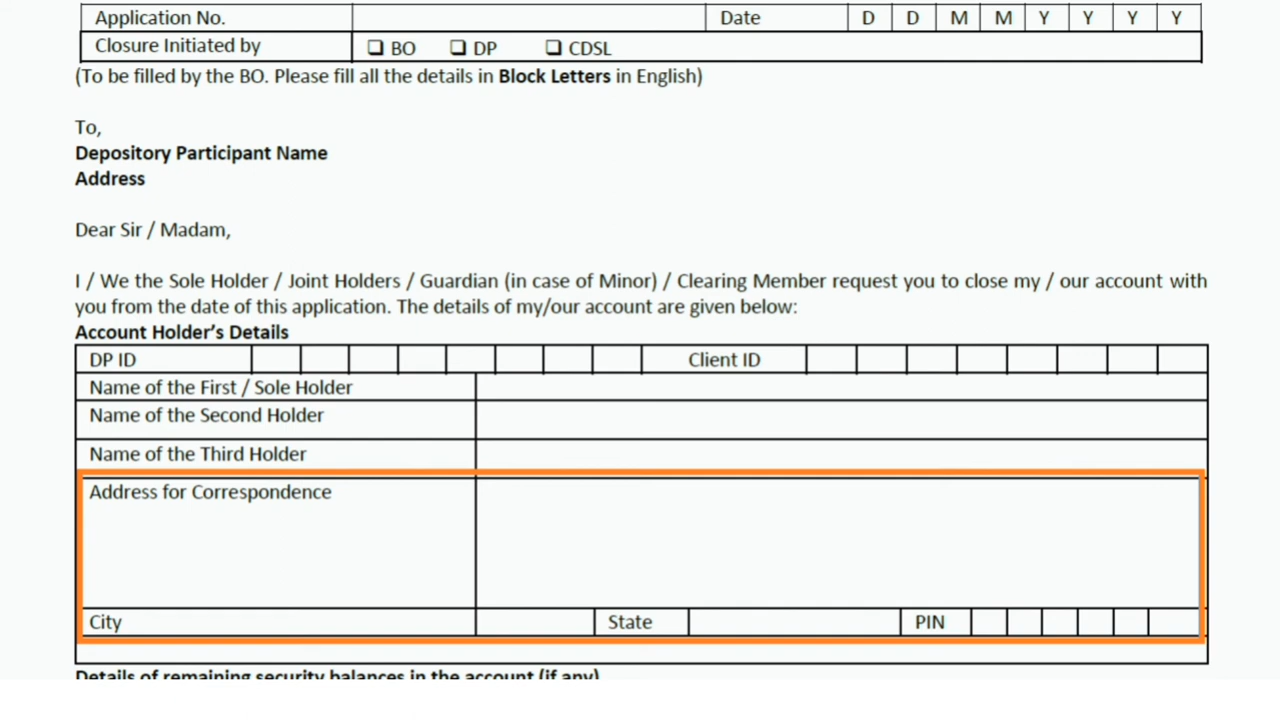 Application No. Date D D M M Y Y Y Y
Closure Initiated by ❑ BO ❑ DP ❑ CDSL
(To be filled by the BO. Please fill all the details in Block Letters in English)
To,
Depository Participant Name
Address
Dear Sir / Madam,
I / We the Sole Holder / Joint Holders / Guardian (in case of Minor) / Clearing Member request you to close my / our account with
you from the date of this application. The details of my/our account are given below:
Account Holder’s Details
DP ID Client ID
Name of the First / Sole Holder
Name of the Second Holder
Name of the Third Holder
Address for Correspondence
City State PIN
Details of remaining security balances in the account (if any)